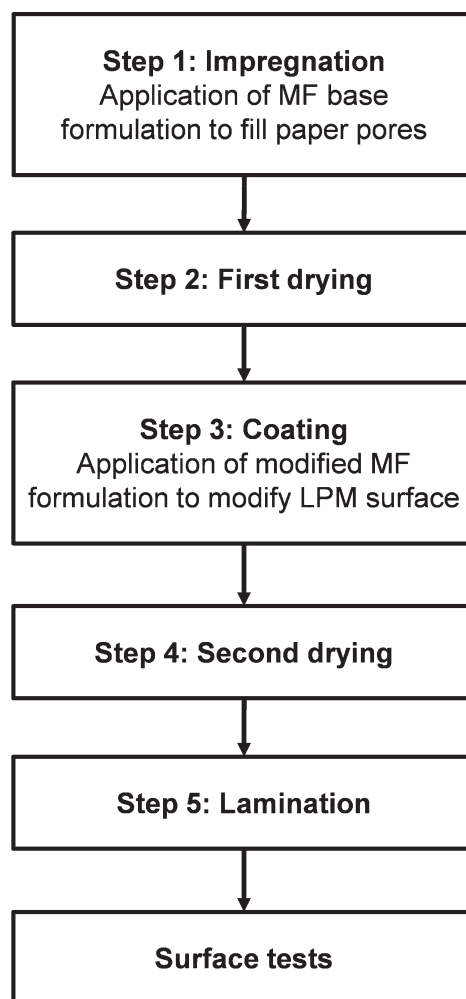 Step 1: Impregnation
Application of MF base
formulation to fill paper pores
Step 2: First drying
Step 3: Coating
Application of modified MF
formulation to modify LPM surface
Step 4: Second drying
Step 5: Lamination
Surface tests